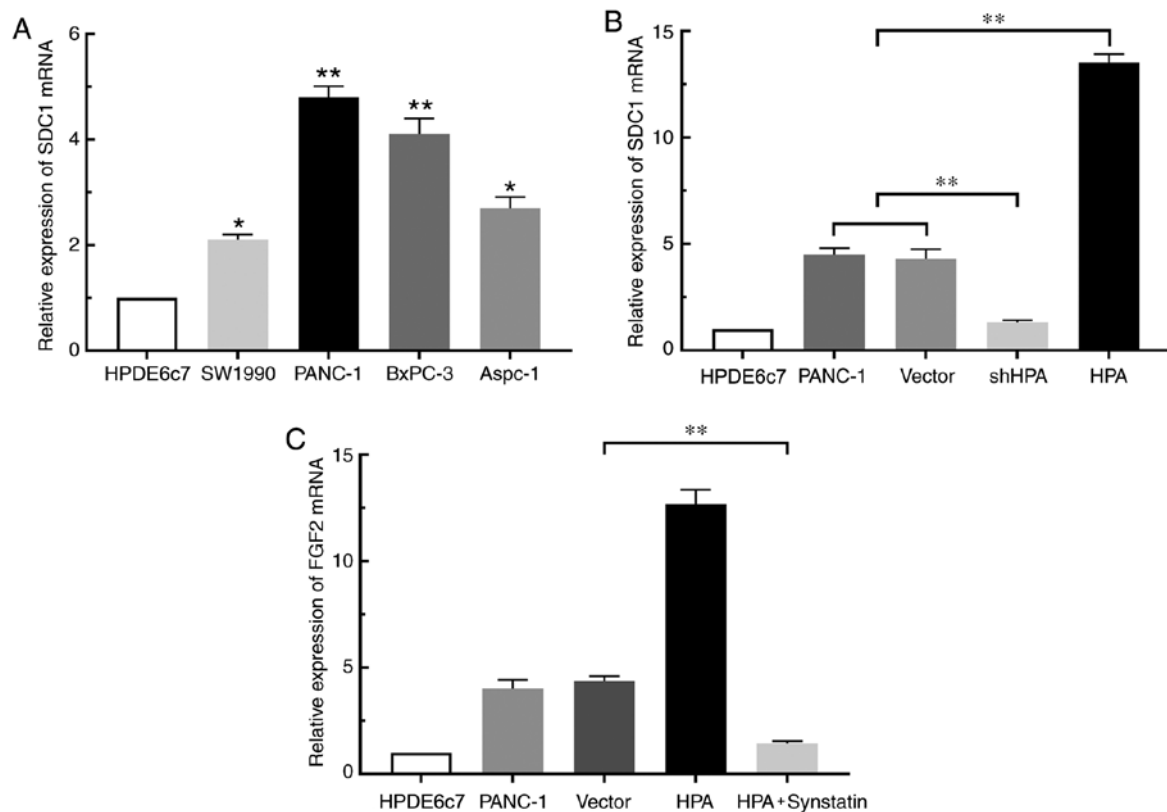 A
Relative expression of SDC1 mRNA
6
4
2
0
*
**
**
*
HPDE6c7 SW1990 PANC-1 BxPC-3 Aspc-1
B
Relative expression of SDC1 mRNA
15
10
5
0
**
**
HPDE6c7 PANC-1 Vector shHPA HPA
C
Relative expression of FGF2 mRNA
15
10
5
0
**
HPDE6c7 PANC-1 Vector HPA HPA+Synstatin